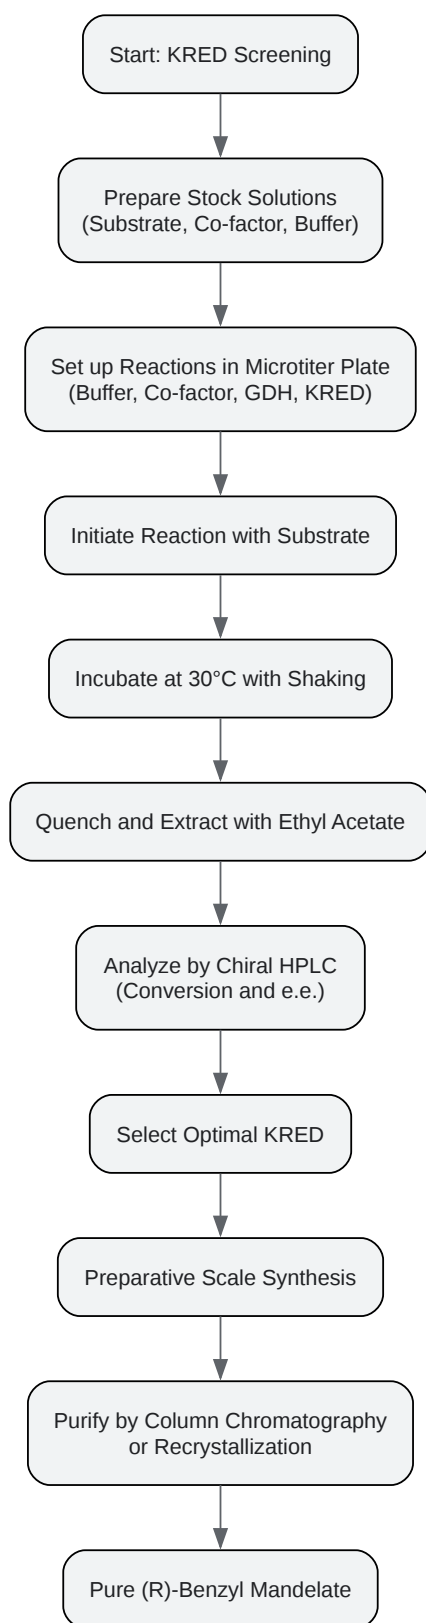 Start: KRED Screening
Prepare Stock Solutions
(Substrate, Co-factor, Buffer)
Set up Reactions in Microtiter Plate
(Buffer, Co-factor, GDH, KRED)
Initiate Reaction with Substrate
Incubate at 30°C with Shaking
Quench and Extract with Ethyl Acetate
Analyze by Chiral HPLC
(Conversion and e.e.)
Select Optimal KRED
Preparative Scale Synthesis
Purify by Column Chromatography
or Recrystallization
Pure (R)-Benzyl Mandelate